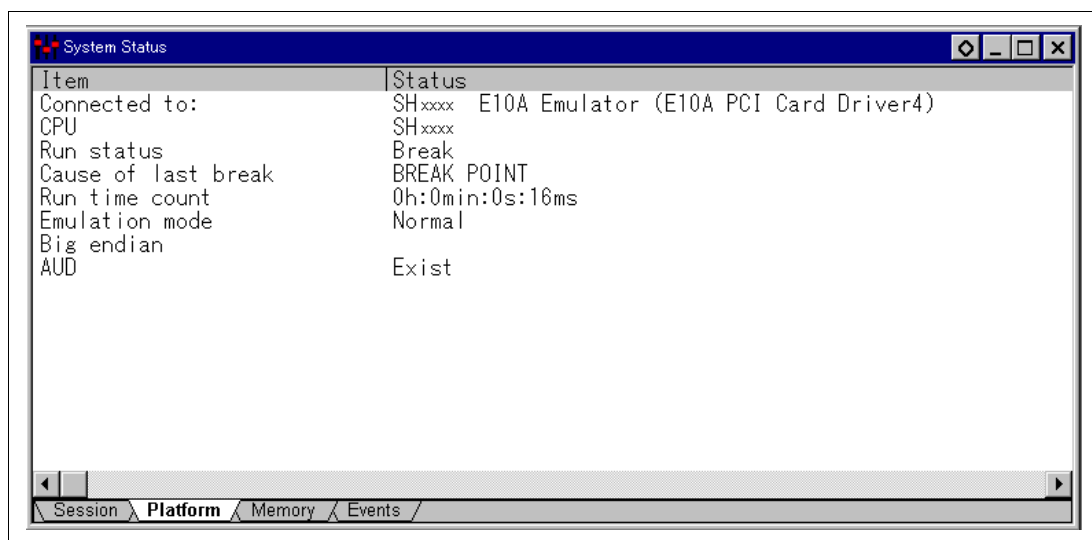 System Status
Item Status
Connected to: SHxxxx E10A Emulator (E10A PCI Card Driver4)
CPU SHxxxx
Run status Break
Cause of last break BREAK POINT
Run time count 0h:0min:0s:16ms
Emulation mode Normal
Big endian
AUD Exist
Session Platform Memory Events